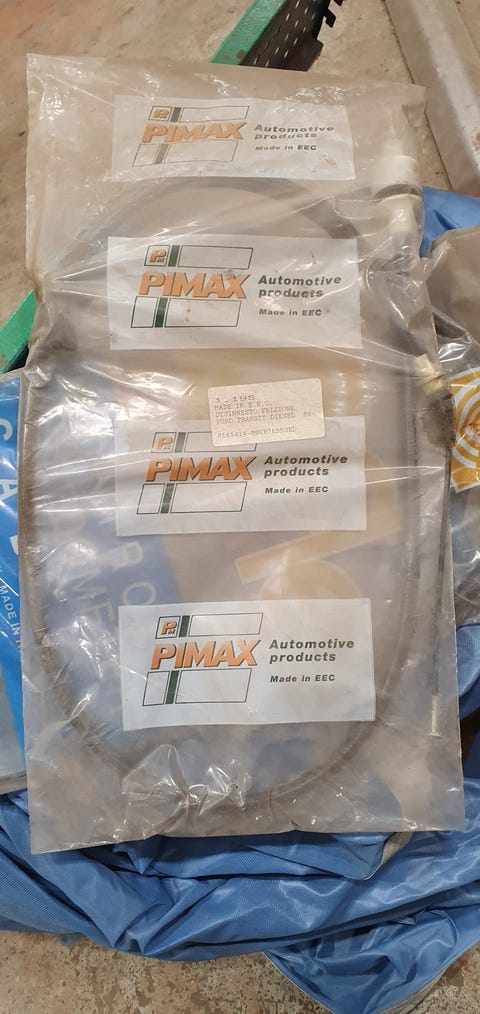 PIMAX
Automotive
products
Made in EEC
PIMAX
Automotive
products
Made in EEC
1-195
MADE IN E.E.C.
DISINNESTO FRIZIONE
FORD TRANSIT DIESEL 86-
PIMAX
Automotive
products
Made in EEC
PIMAX
Automotive
products
Made in EEC